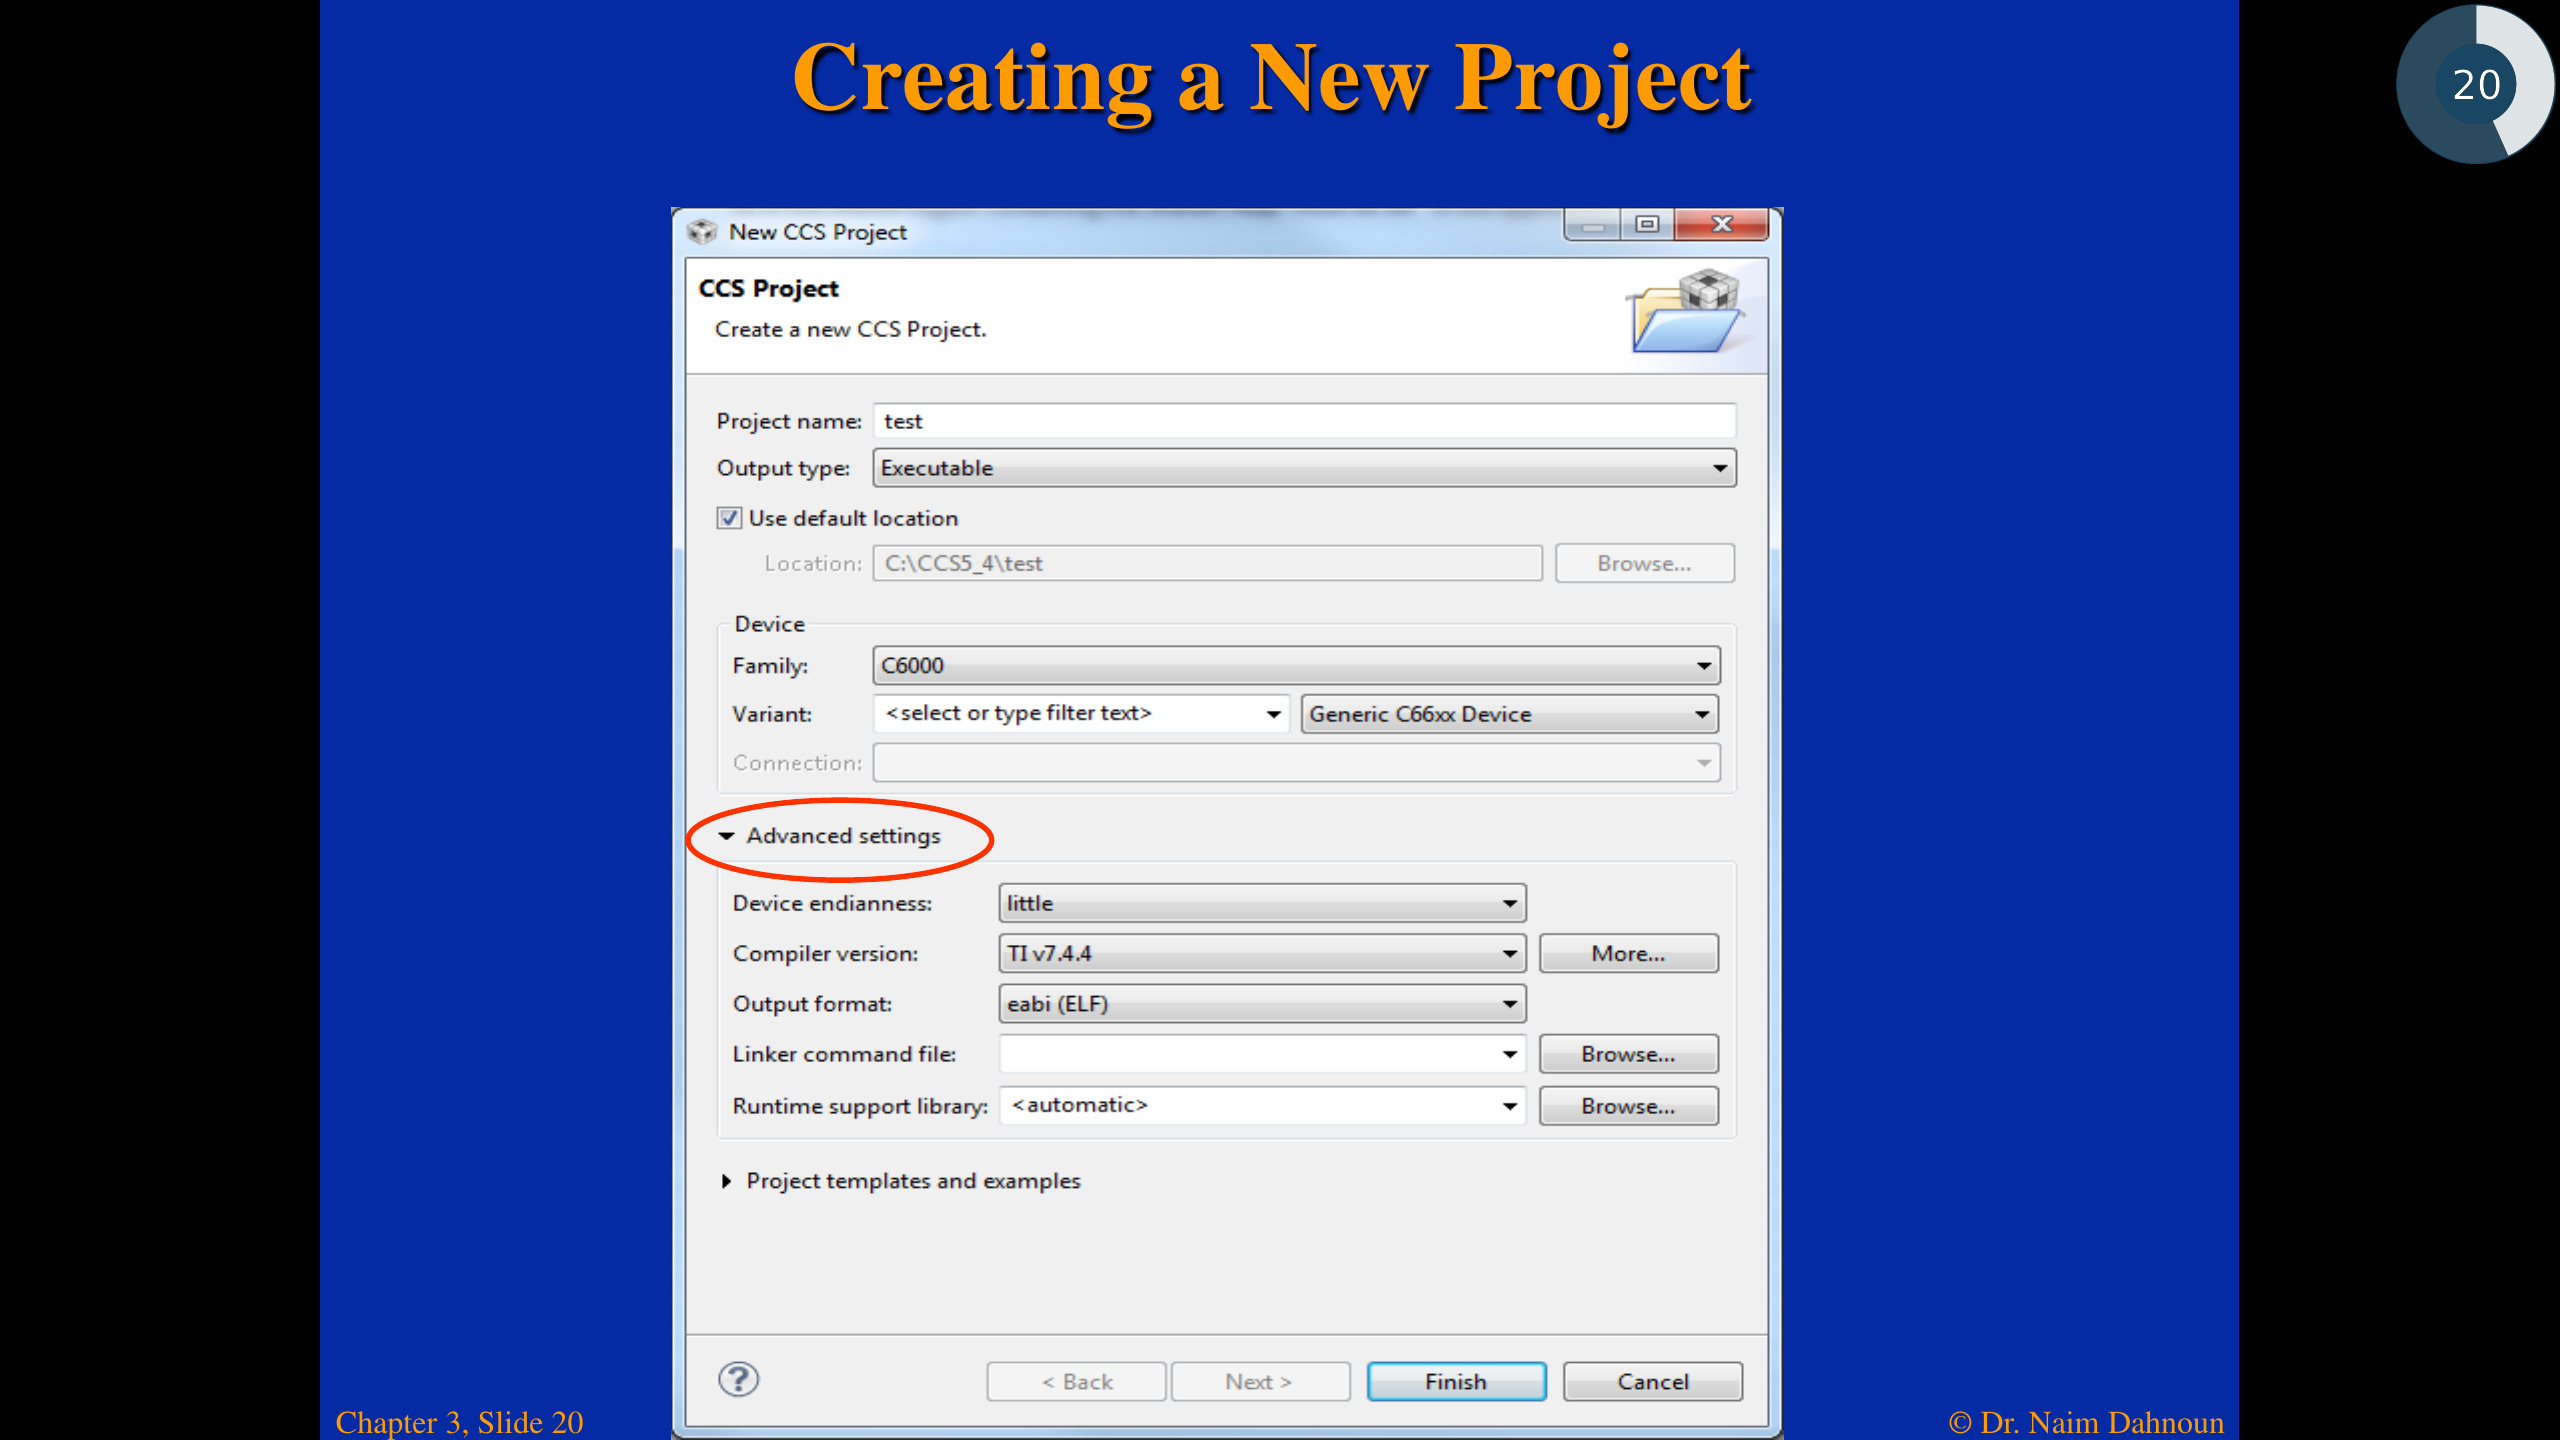 Creating a New Project
20
New CCS Project
CCS Project
Create a new CCS Project.
Project name: test
Output type: Executable
Use default location
Location: C:\CCS5_4\test Browse...
Device
Family: C6000
Variant: <select or type filter text> Generic C66xx Device
Connection:
Advanced settings
Device endianness: little
Compiler version: TI v7.4.4 More...
Output format: eabi (ELF)
Linker command file: Browse...
Runtime support library: <automatic> Browse...
Project templates and examples
? < Back Next > Finish Cancel
Chapter 3, Slide 20
© Dr. Naim Dahnoun